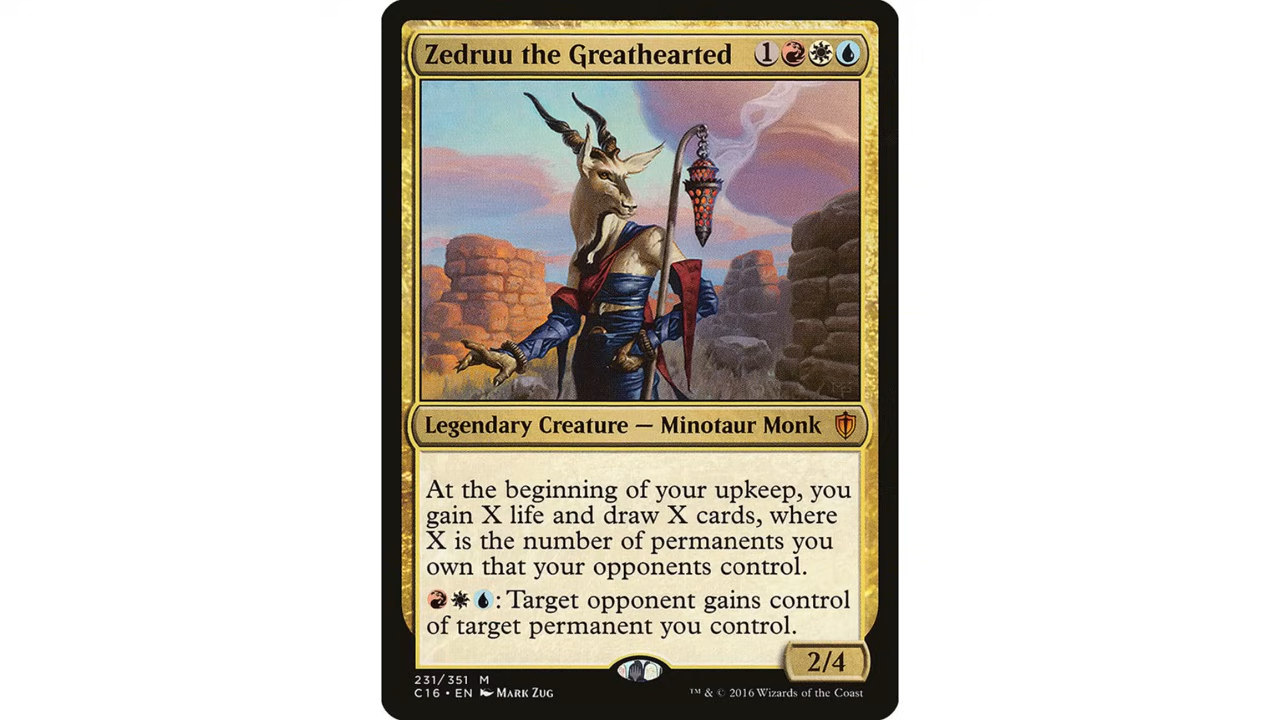 Zedruu the Greathearted 1
Legendary Creature — Minotaur Monk
At the beginning of your upkeep, you
gain X life and draw X cards, where
X is the number of permanents you
own that your opponents control.
: Target opponent gains control
of target permanent you control.
2/4
231/351 M
C16 • EN Mark Zug
™ & © 2016 Wizards of the Coast